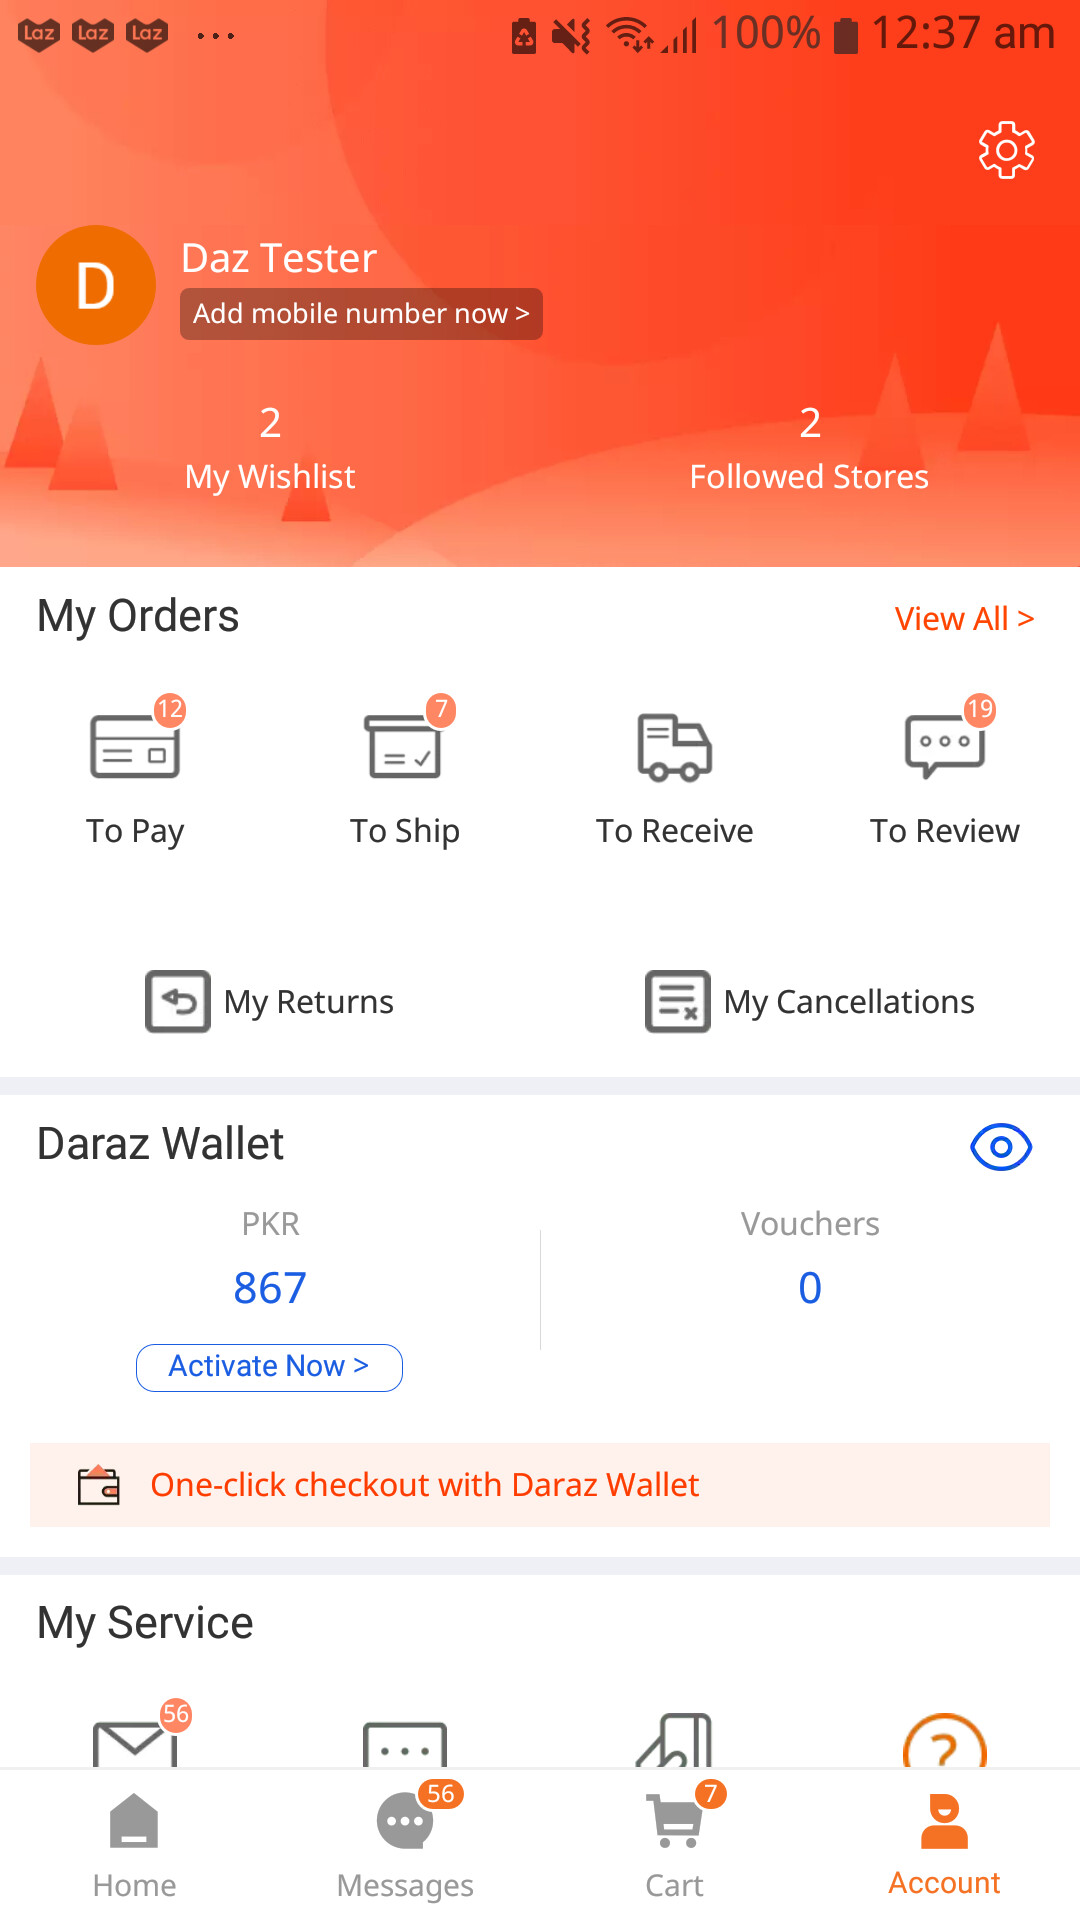 Laz Laz Laz ... 100% 12:37 am
D
Daz Tester
Add mobile number now >
2 2
My Wishlist Followed Stores
My Orders View All >
12 7 19
To Pay To Ship To Receive To Review
My Returns My Cancellations
Daraz Wallet
PKR Vouchers
867 0
Activate Now >
One-click checkout with Daraz Wallet
My Service
56
?
56 7
Home Messages Cart Account